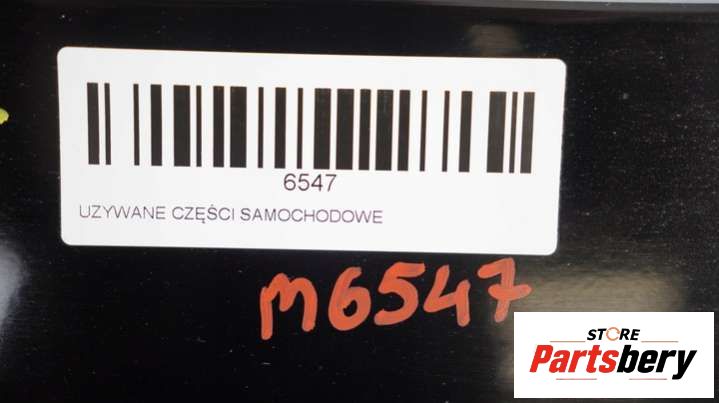 6547
UZYWANE CZĘŚCI SAMOCHODOWE
M6547
STORE
Partsbery